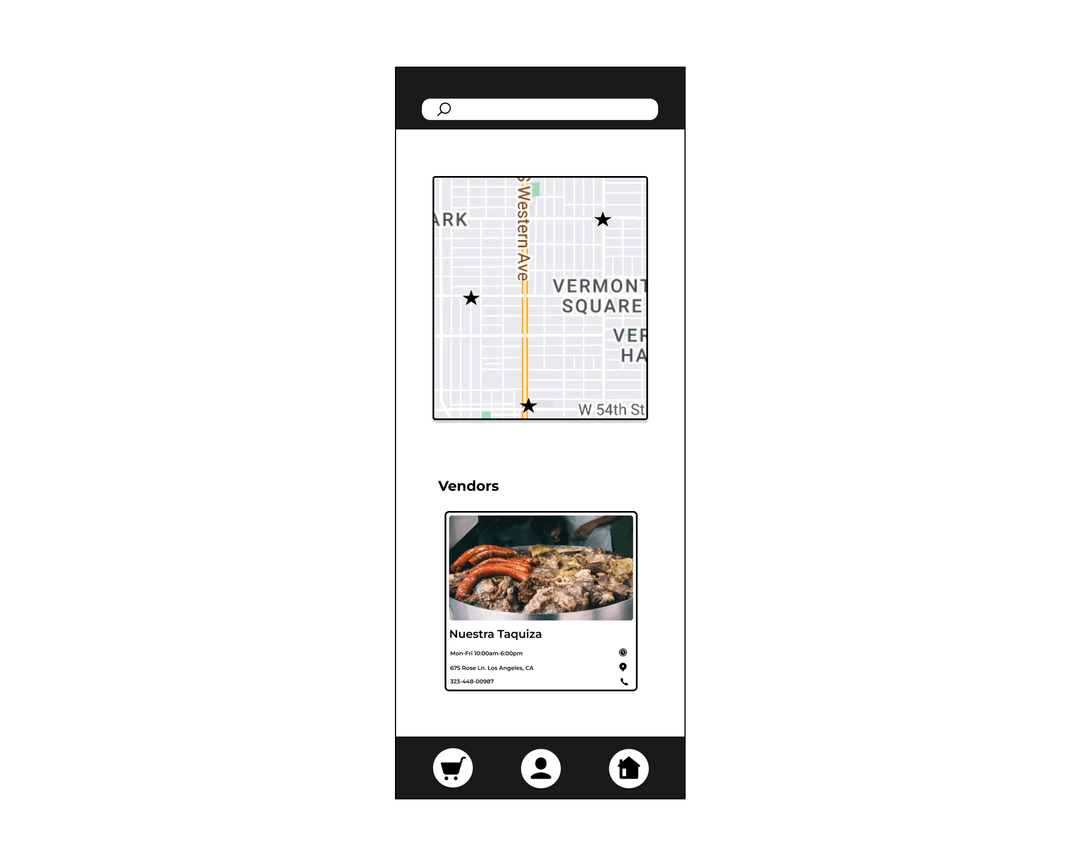 S Western Ave
ARK
VERMONT
SQUARE
VER
HA
W 54th St
Vendors
Nuestra Taquiza
Mon-Fri 10:00am-6:00pm
675 Rose Ln. Los Angeles, CA
323-448-00987